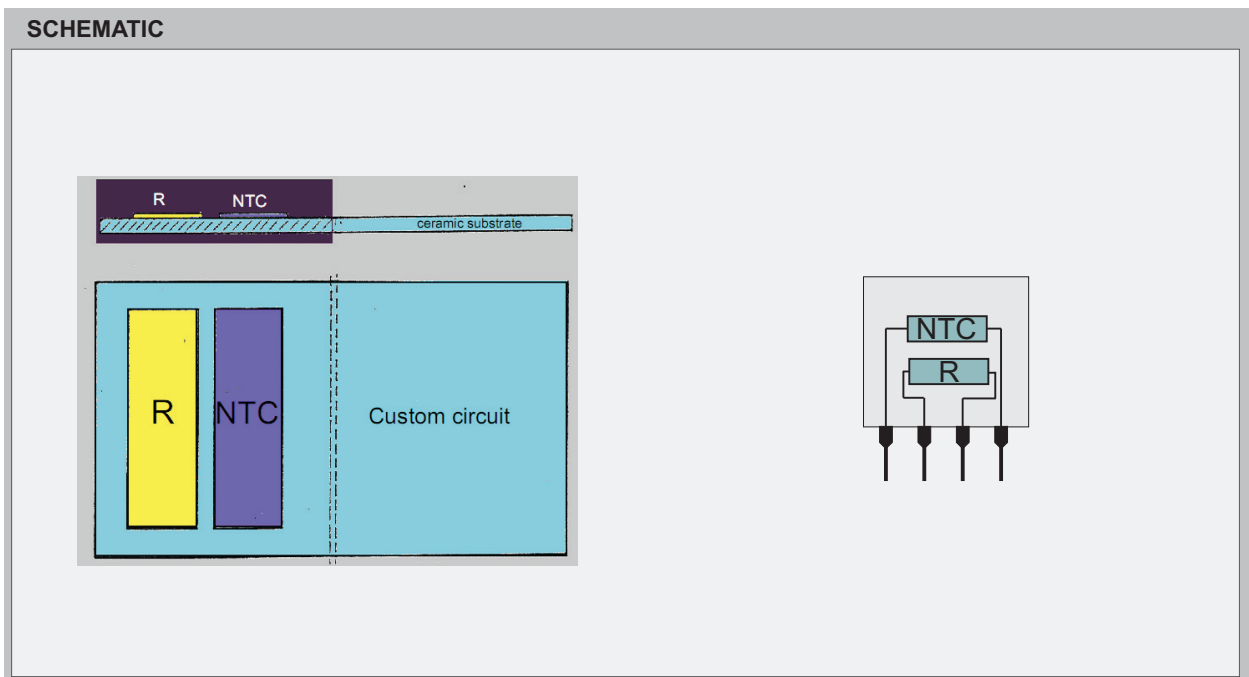 SCHEMATIC
R NTC
ceramic substrate
R NTC Custom circuit
NTC
R